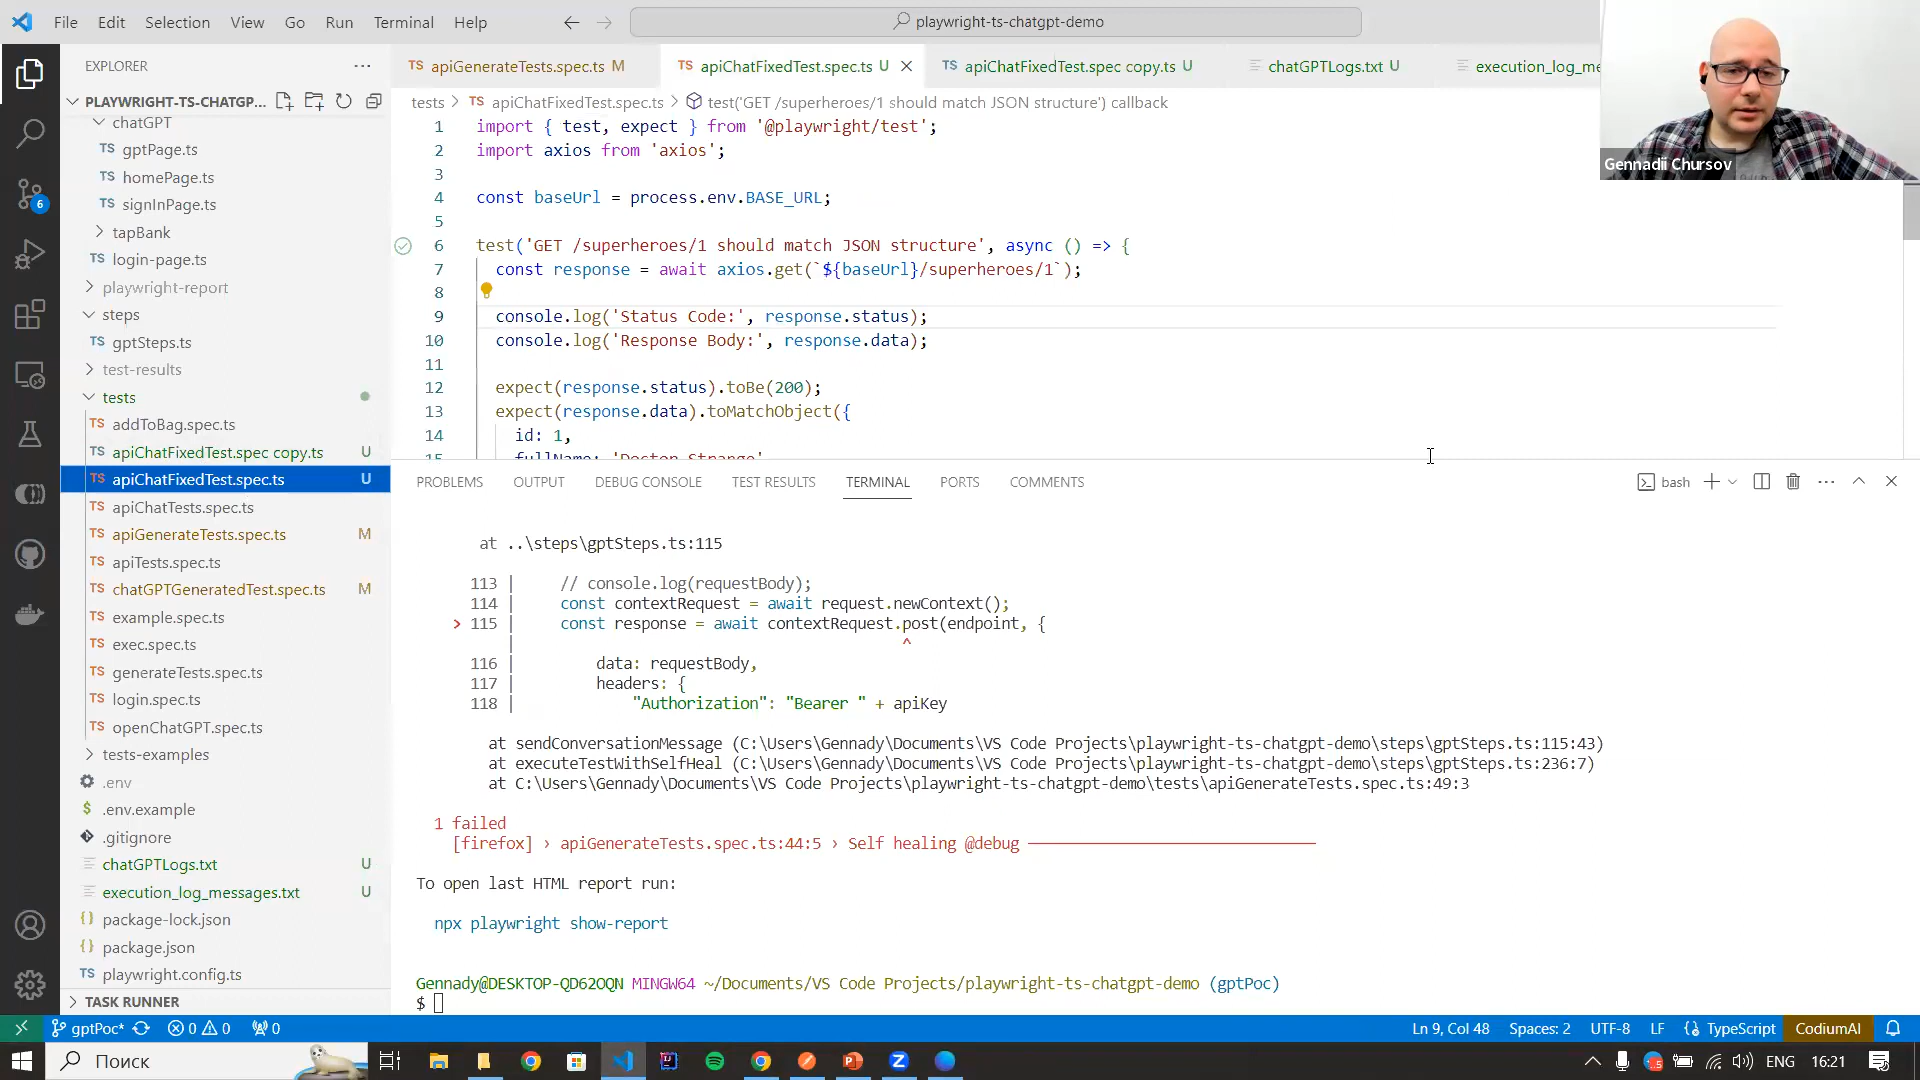 File Edit Selection View Go Run Terminal Help
playwright-ts-chatgpt-demo
EXPLORER
PLAYWRIGHT-TS-CHATGP...
chatGPT
TS gptPage.ts
TS homePage.ts
TS signInPage.ts
tapBank
TS login-page.ts
playwright-report
steps
TS gptSteps.ts
test-results
tests
TS addToBag.spec.ts
TS apiChatFixedTest.spec copy.ts U
TS apiChatFixedTest.spec.ts U
TS apiChatTests.spec.ts
TS apiGenerateTests.spec.ts M
TS apiTests.spec.ts
TS chatGPTGeneratedTest.spec.ts M
TS example.spec.ts
TS exec.spec.ts
TS generateTests.spec.ts
TS login.spec.ts
TS openChatGPT.spec.ts
tests-examples
.env
$ .env.example
.gitignore
chatGPTLogs.txt U
execution_log_messages.txt U
{} package-lock.json
{} package.json
TS playwright.config.ts
TASK RUNNER
6
TS apiGenerateTests.spec.ts M
TS apiChatFixedTest.spec.ts U
TS apiChatFixedTest.spec copy.ts U
chatGPTLogs.txt U
execution_log_me
tests > TS apiChatFixedTest.spec.ts > test('GET /superheroes/1 should match JSON structure') callback
1 import { test, expect } from '@playwright/test';
2 import axios from 'axios';
3
4 const baseUrl = process.env.BASE_URL;
5
6 test('GET /superheroes/1 should match JSON structure', async () => {
7 const response = await axios.get(`${baseUrl}/superheroes/1`);
8
9 console.log('Status Code:', response.status);
10 console.log('Response Body:', response.data);
11
12 expect(response.status).toBe(200);
13 expect(response.data).toMatchObject({
14 id: 1,
15 fullName: 'Doctor Strange',
Gennadii Chursov
PROBLEMS OUTPUT DEBUG CONSOLE TEST RESULTS TERMINAL PORTS COMMENTS
bash
at ..\steps\gptSteps.ts:115
113 | // console.log(requestBody);
114 | const contextRequest = await request.newContext();
> 115 | const response = await contextRequest.post(endpoint, {
| ^
116 | data: requestBody,
117 | headers: {
118 | "Authorization": "Bearer " + apiKey
at sendConversationMessage (C:\Users\Gennady\Documents\VS Code Projects\playwright-ts-chatgpt-demo\steps\gptSteps.ts:115:43)
at executeTestWithSelfHeal (C:\Users\Gennady\Documents\VS Code Projects\playwright-ts-chatgpt-demo\steps\gptSteps.ts:236:7)
at C:\Users\Gennady\Documents\VS Code Projects\playwright-ts-chatgpt-demo\tests\apiGenerateTests.spec.ts:49:3
1 failed
[firefox] › apiGenerateTests.spec.ts:44:5 › Self healing @debug
To open last HTML report run:
npx playwright show-report
Gennady@DESKTOP-QD62OQN MINGW64 ~/Documents/VS Code Projects/playwright-ts-chatgpt-demo (gptPoc)
$
gptPoc* 0 0 0
Ln 9, Col 48 Spaces: 2 UTF-8 LF {} TypeScript CodiumAI
Поиск
ENG 16:21